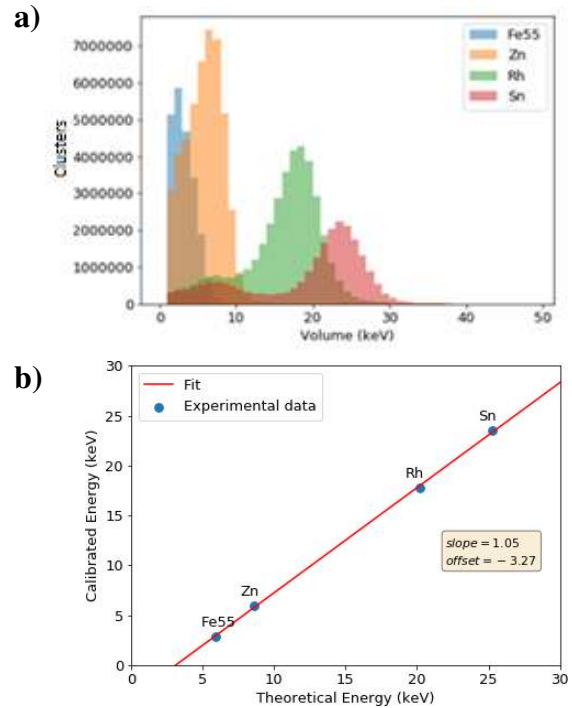 a)
Fe55
Zn
Rh
Sn
7000000
6000000
5000000
4000000
3000000
2000000
1000000
0
Clusters
0 10 20 30 40 50
Volume (keV)
b)
Fit
Experimental data
30
25
20
15
10
5
0
Calibrated Energy (keV)
Sn
Rh
Zn
Fe55
slope = 1.05
offset = − 3.27
0 5 10 15 20 25 30
Theoretical Energy (keV)